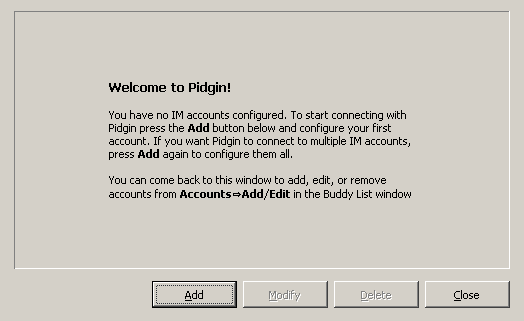 Welcome to Pidgin!
You have no IM accounts configured. To start connecting with
Pidgin press the Add button below and configure your first
account. If you want Pidgin to connect to multiple IM accounts,
press Add again to configure them all.
You can come back to this window to add, edit, or remove
accounts from Accounts⇨Add/Edit in the Buddy List window
Add Modify Delete Close